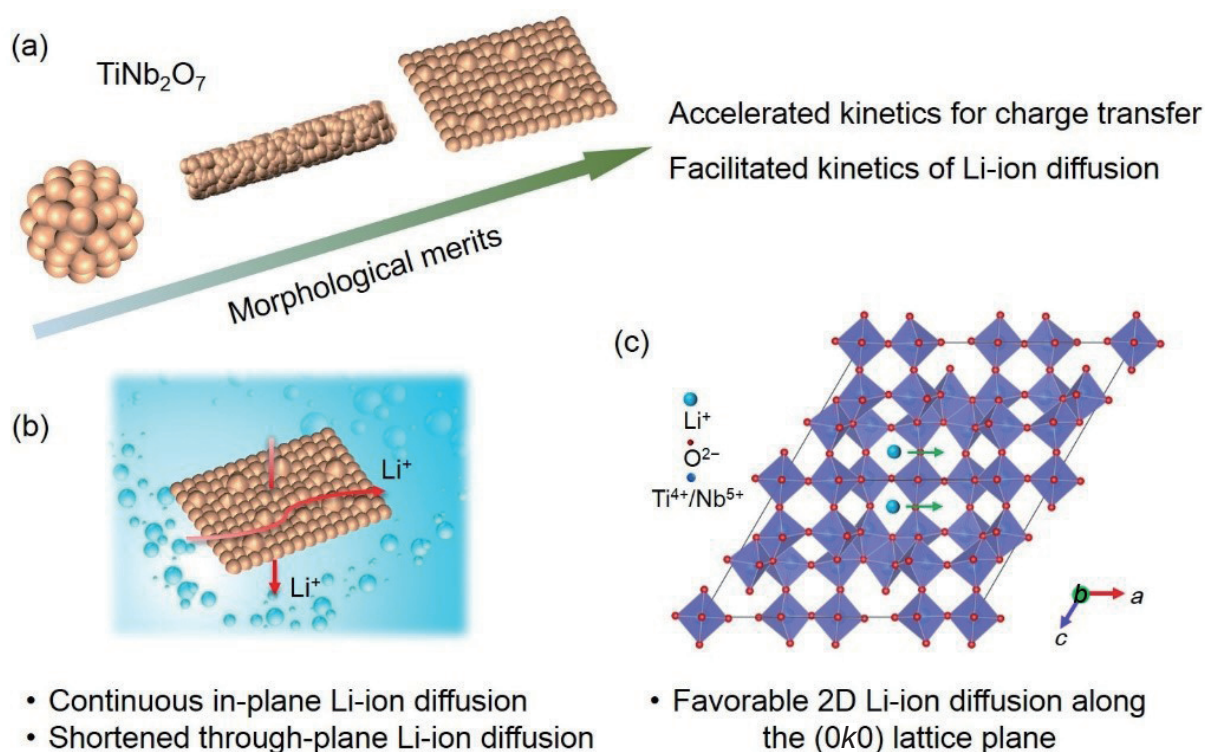 (a)
TiNb₂O₇
Accelerated kinetics for charge transfer
Facilitated kinetics of Li-ion diffusion
Morphological merits
(b)
Li⁺
Li⁺
• Continuous in-plane Li-ion diffusion
• Shortened through-plane Li-ion diffusion
(c)
Li⁺
O²⁻
Ti⁴⁺/Nb⁵⁺
b
a
c
• Favorable 2D Li-ion diffusion along
the (0k0) lattice plane